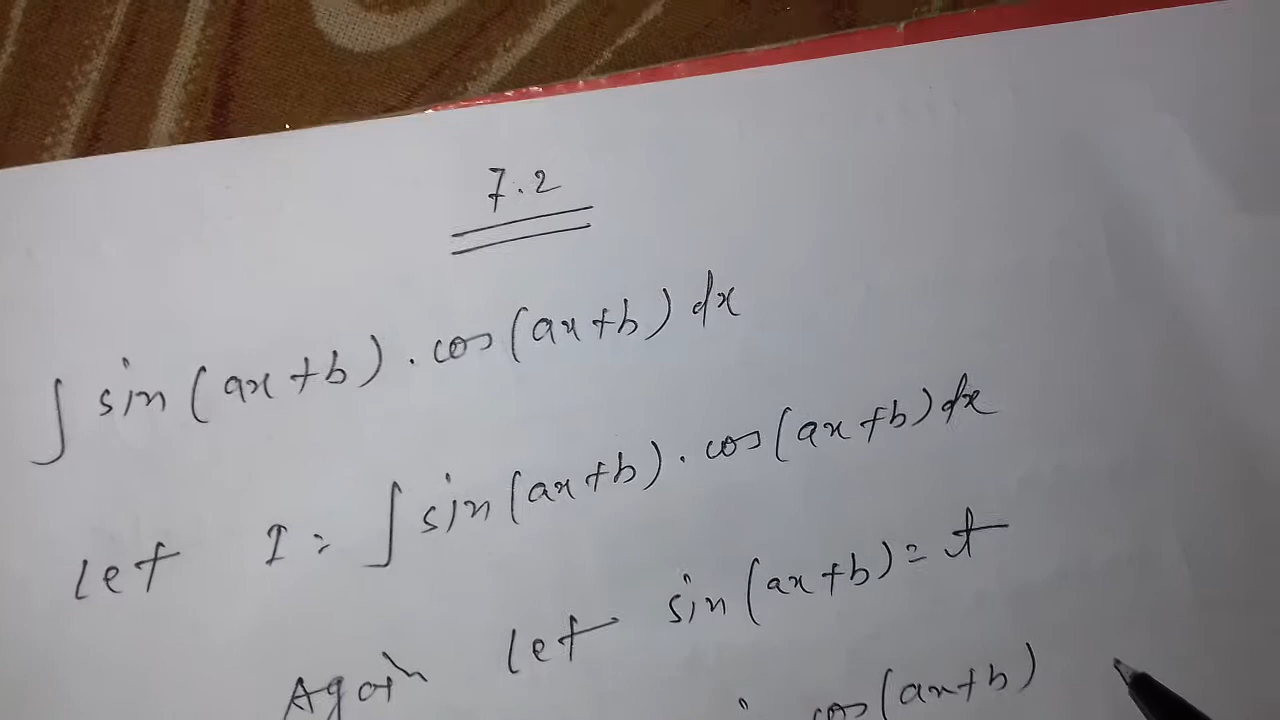 7.2
∫ sin(ax+b) . cos(ax+b) dx
Let I = ∫ sin(ax+b) . cos(ax+b) dx
Again let sin(ax+b) = t
cos(ax+b)